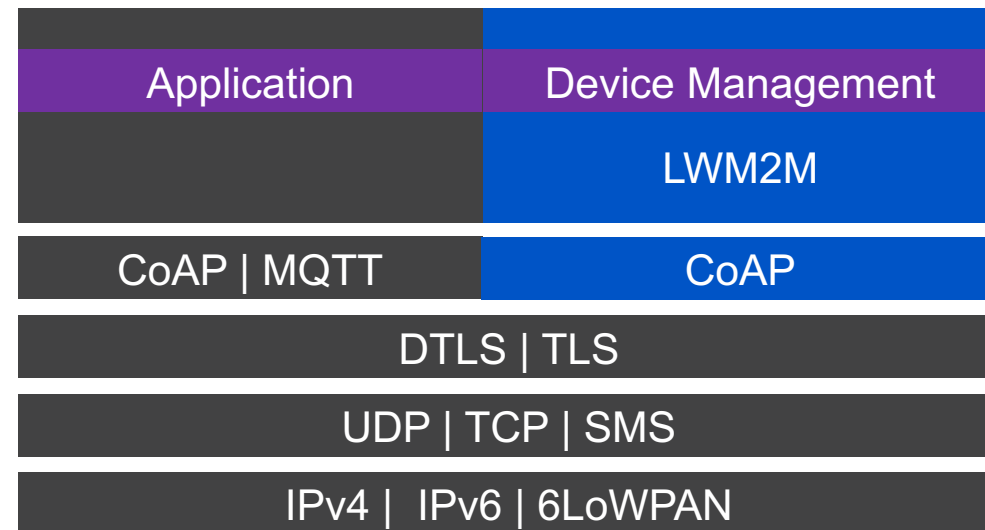 Application
Device Management
LWM2M
CoAP | MQTT
CoAP
DTLS | TLS
UDP | TCP | SMS
IPv4 | IPv6 | 6LoWPAN